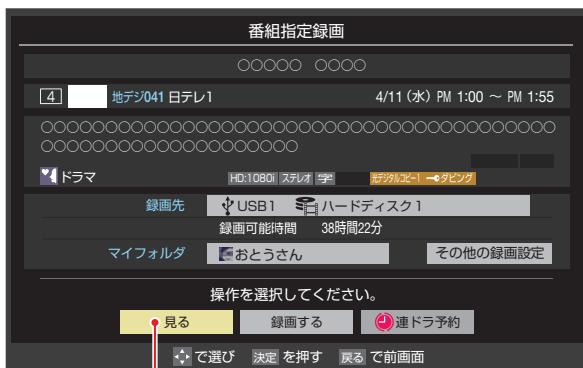 番組指定録画
○○○○○ ○○○○
4 地デジ041 日テレ1 4/11(水) PM 1:00 ~ PM 1:55
○○○○○○○○○○○○○○○○○○○○○○○○○○○○○○○○○○○○○○○○
○○○○○○○○○○○○○○○○○○○○
ドラマ HD:1080i ステレオ 字 光デジタルコピー1 ダビング
録画先 USB1 ハードディスク1
録画可能時間 38時間22分
マイフォルダ おとうさん その他の録画設定
操作を選択してください。
見る 録画する 連ドラ予約
で選び 決定 を押す 戻る で前画面